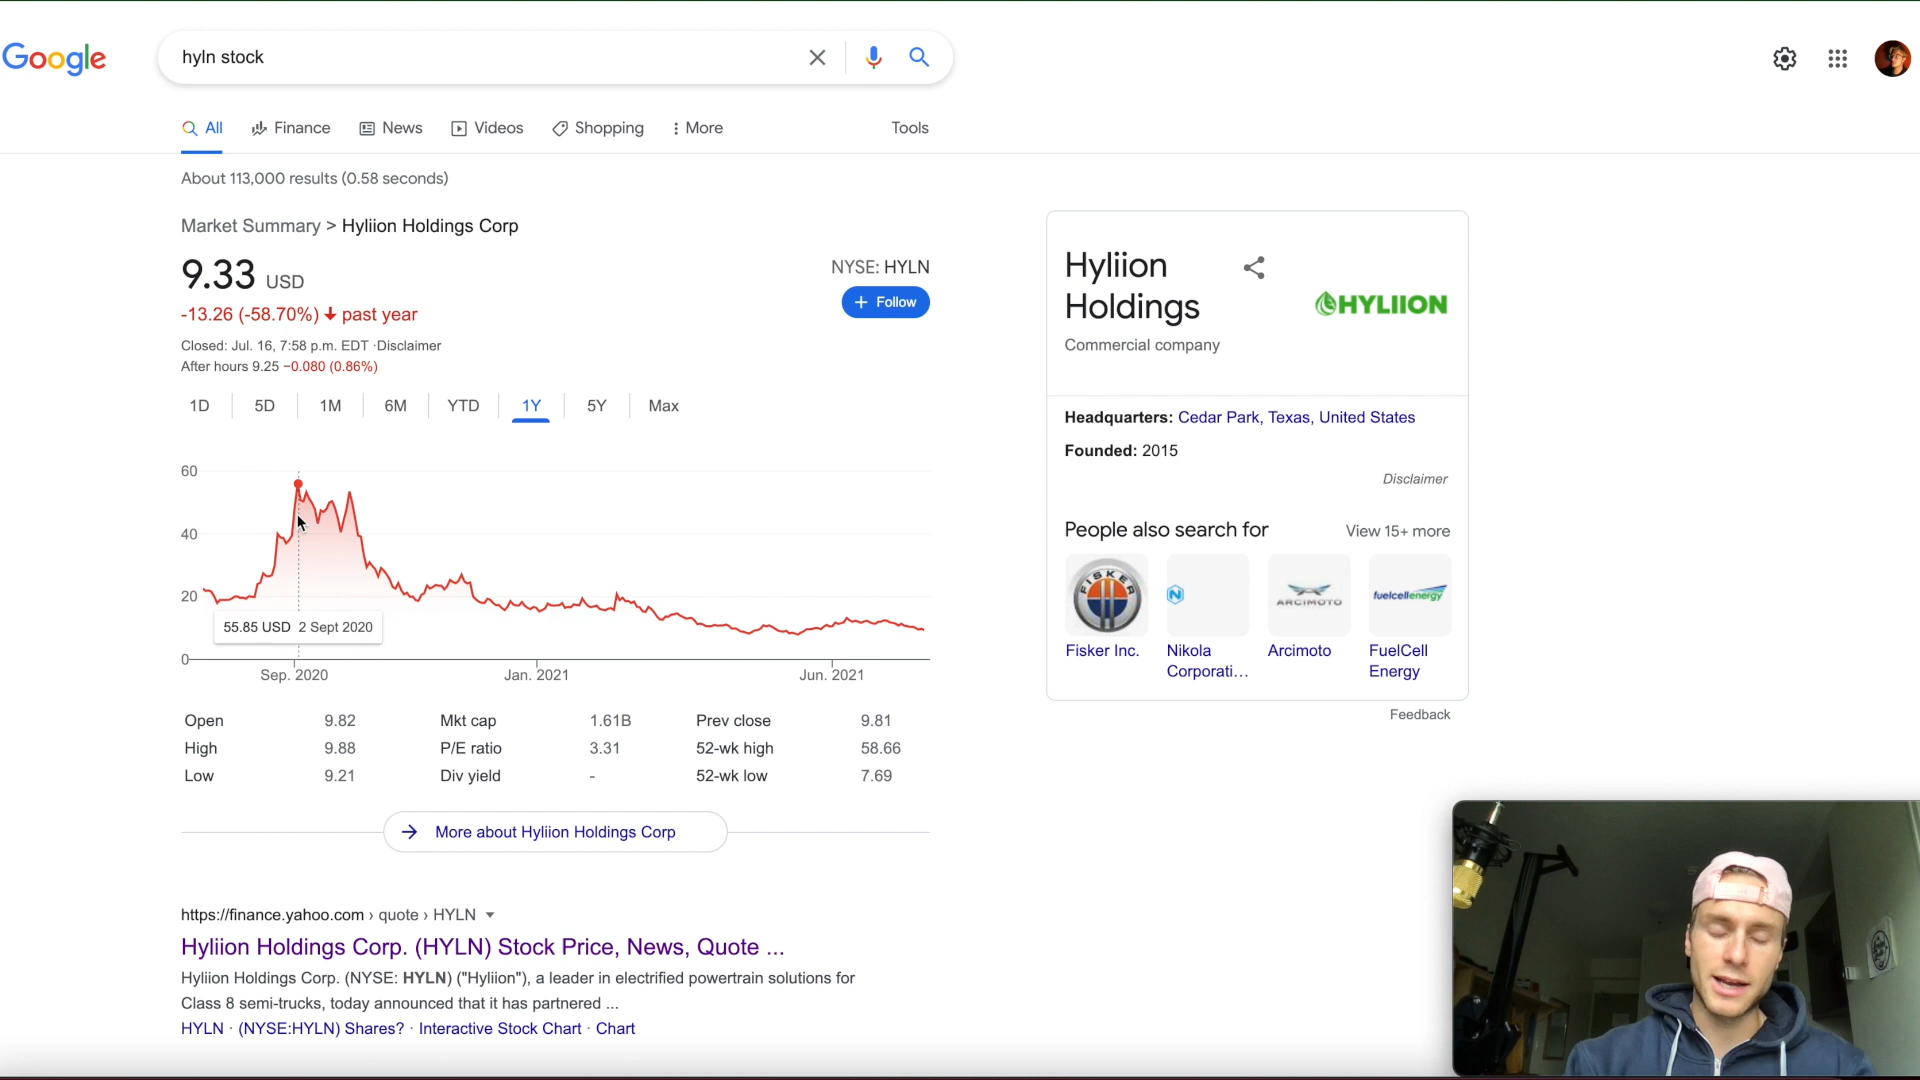 Google
hyln stock
All
Finance
News
Videos
Shopping
More
Tools
About 113,000 results (0.58 seconds)
Market Summary > Hyliion Holdings Corp
9.33 USD
-13.26 (-58.70%) past year
Closed: Jul. 16, 7:58 p.m. EDT ·Disclaimer
After hours 9.25 −0.080 (0.86%)
NYSE: HYLN
+ Follow
1D
5D
1M
6M
YTD
1Y
5Y
Max
60
40
20
0
55.85 USD 2 Sept 2020
Sep. 2020
Jan. 2021
Jun. 2021
Open 9.82 Mkt cap 1.61B Prev close 9.81
High 9.88 P/E ratio 3.31 52-wk high 58.66
Low 9.21 Div yield - 52-wk low 7.69
More about Hyliion Holdings Corp
https://finance.yahoo.com › quote › HYLN
Hyliion Holdings Corp. (HYLN) Stock Price, News, Quote ...
Hyliion Holdings Corp. (NYSE: HYLN) ("Hyliion"), a leader in electrified powertrain solutions for
Class 8 semi-trucks, today announced that it has partnered ...
HYLN · (NYSE:HYLN) Shares? · Interactive Stock Chart · Chart
Hyliion
Holdings
Commercial company
HYLIION
Headquarters: Cedar Park, Texas, United States
Founded: 2015
Disclaimer
People also search for
View 15+ more
FISKER
ARCIMOTO
fuelcellenergy
Fisker Inc.
Nikola
Corporati...
Arcimoto
FuelCell
Energy
Feedback